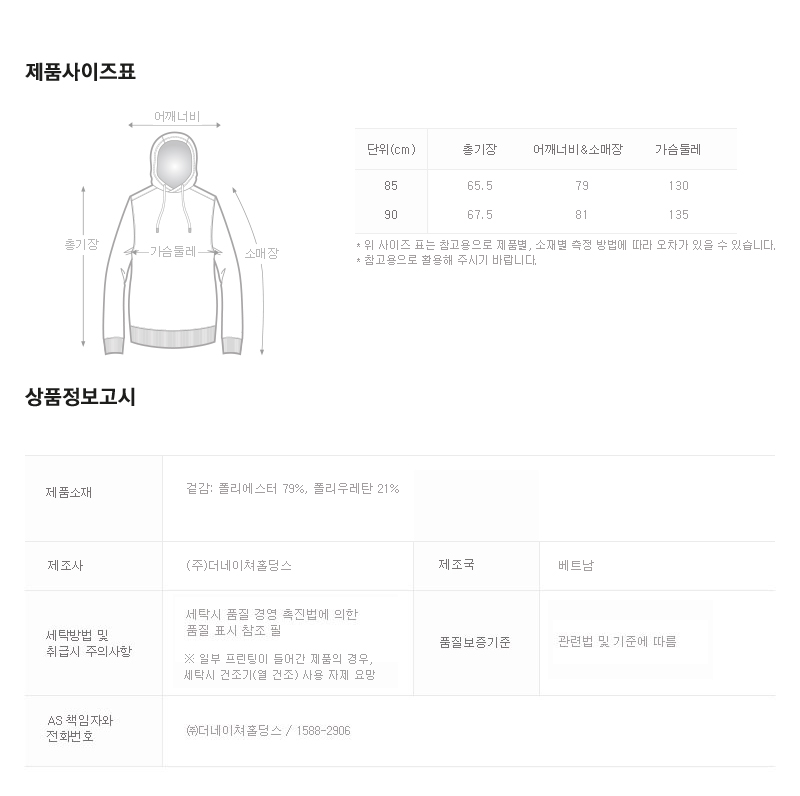 제품사이즈표
어깨너비
총기장
가슴둘레
소매장
단위(cm) 총기장 어깨너비&소매장 가슴둘레
85 65.5 79 130
90 67.5 81 135
* 위 사이즈 표는 참고용으로 제품별, 소재별 측정 방법에 따라 오차가 있을 수 있습니다.
* 참고용으로 활용해 주시기 바랍니다.
상품정보고시
제품소재 겉감: 폴리에스터 79%, 폴리우레탄 21%
제조사 (주)더네이쳐홀딩스 제조국 베트남
세탁방법 및
취급시 주의사항
세탁시 품질 경영 촉진법에 의한
품질 표시 참조 필
※ 일부 프린팅이 들어간 제품의 경우,
세탁시 건조기(열 건조) 사용 자제 요망
품질보증기준 관련법 및 기준에 따름
AS 책임자와
전화번호
㈜더네이쳐홀딩스 / 1588-2906